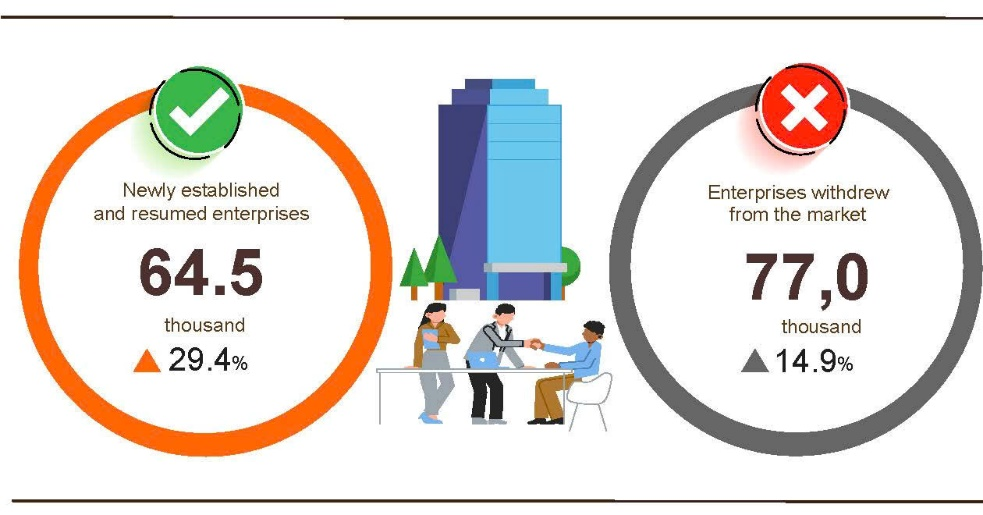 Newly established
and resumed enterprises
64.5
thousand
▲ 29.4%
Enterprises withdrew
from the market
77,0
thousand
▲ 14.9%